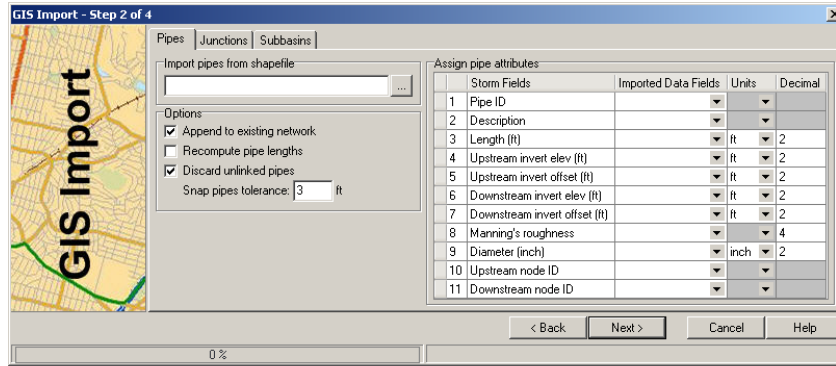 GIS Import - Step 2 of 4
GIS Import
Pipes Junctions Subbasins
Import pipes from shapefile
...
Options
Append to existing network
Recompute pipe lengths
Discard unlinked pipes
Snap pipes tolerance: 3 ft
Assign pipe attributes
Storm Fields Imported Data Fields Units Decimal
1 Pipe ID
2 Description
3 Length (ft) ft 2
4 Upstream invert elev (ft) ft 2
5 Upstream invert offset (ft) ft 2
6 Downstream invert elev (ft) ft 2
7 Downstream invert offset (ft) ft 2
8 Manning's roughness 4
9 Diameter (inch) inch 2
10 Upstream node ID
11 Downstream node ID
< Back Next > Cancel Help
0 %